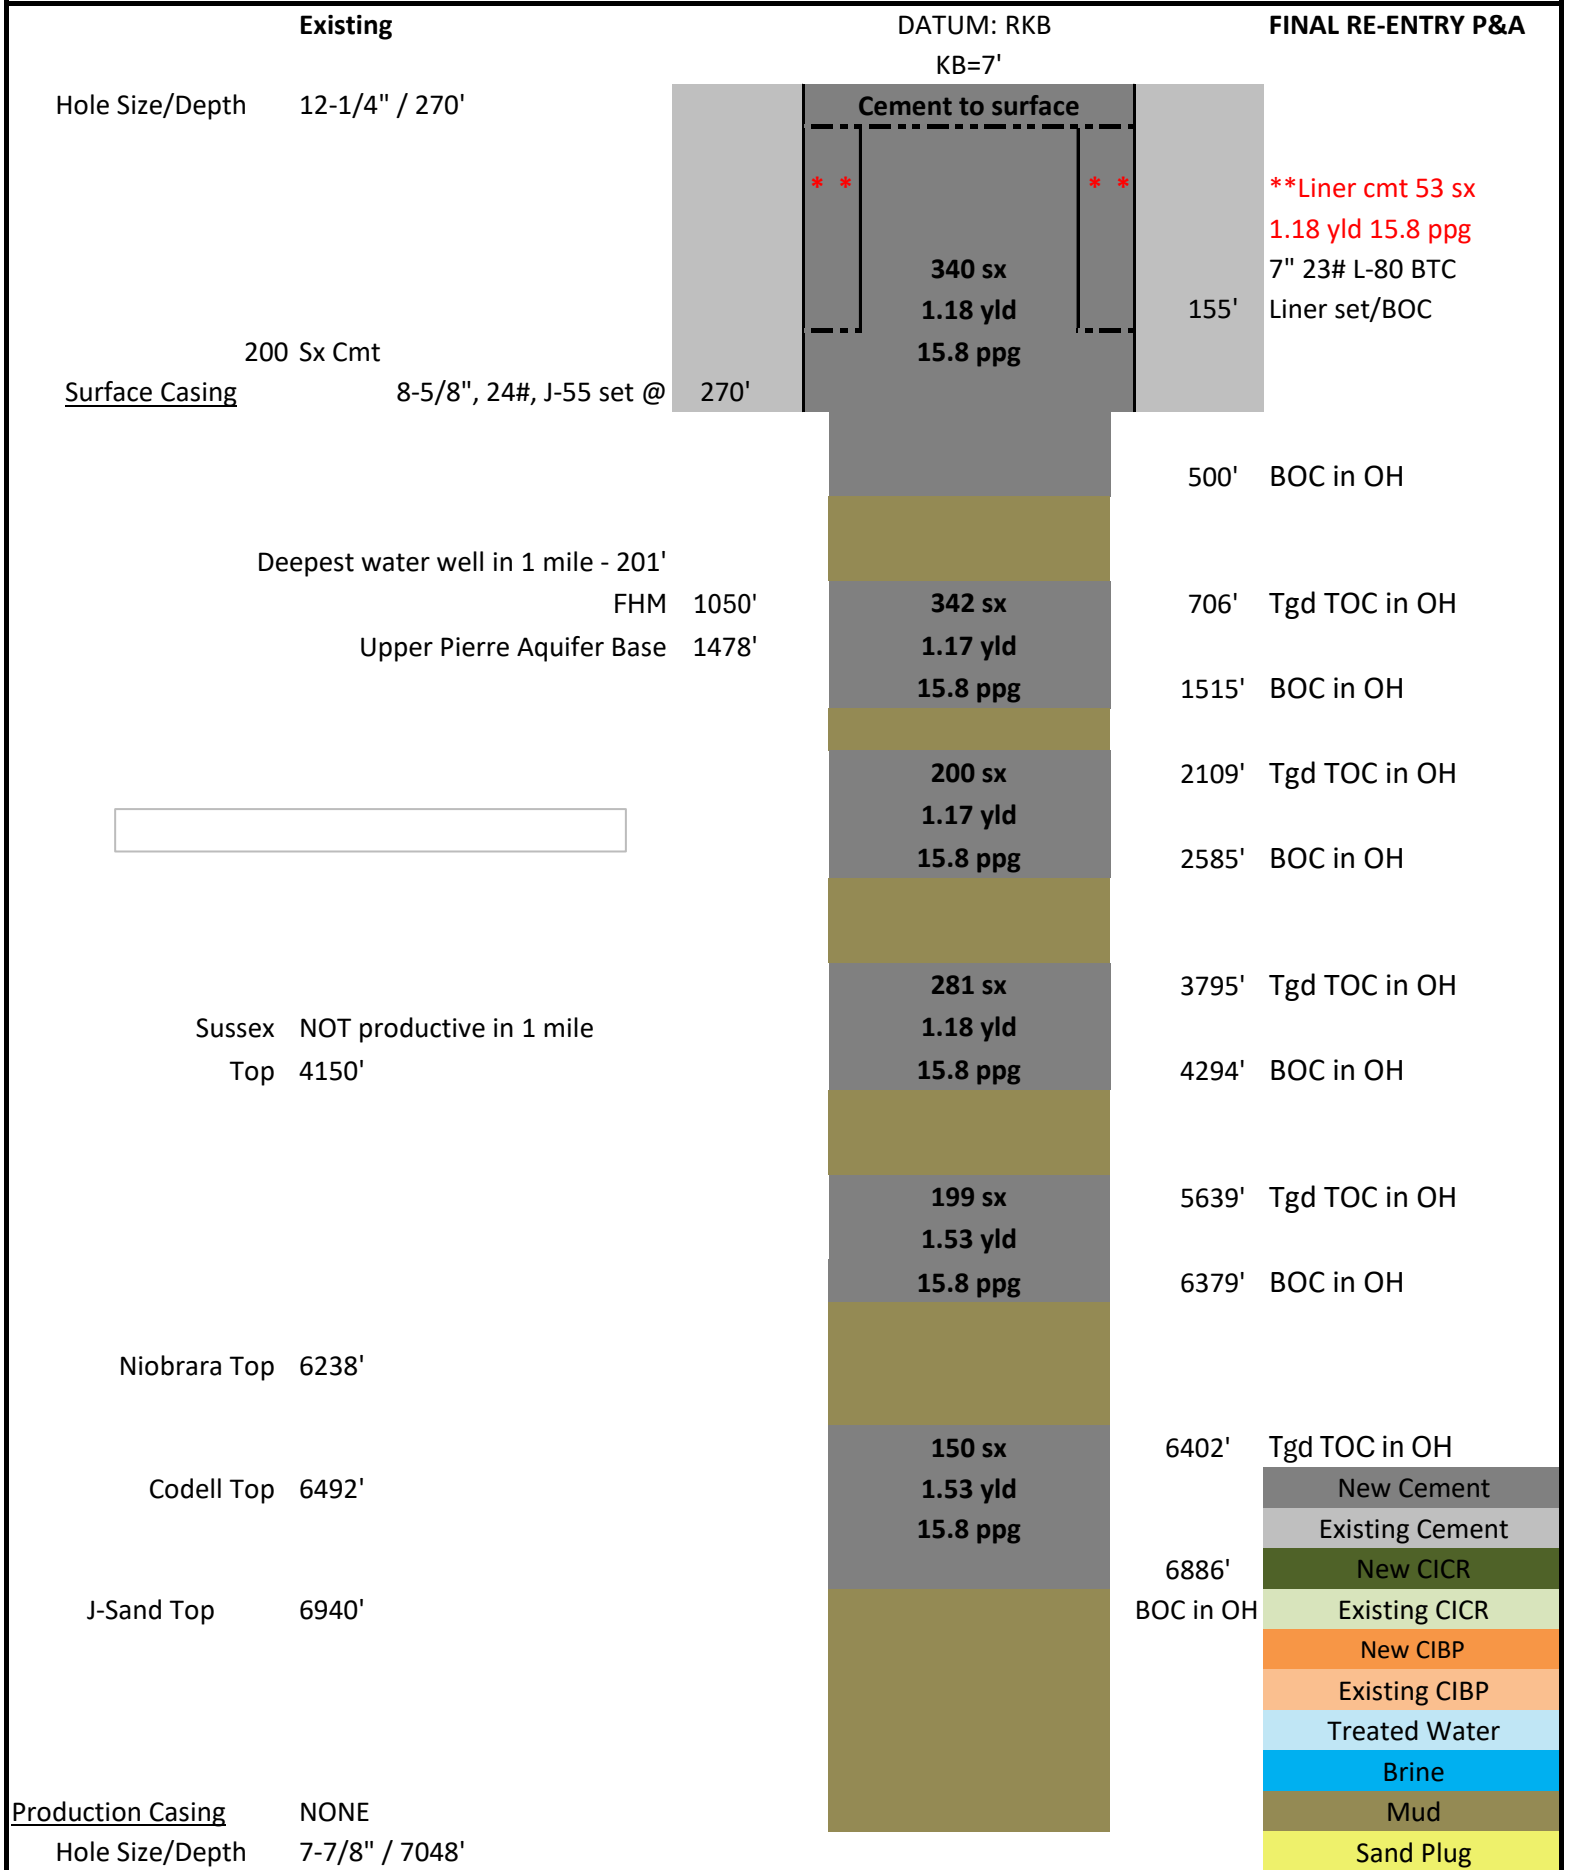 Existing DATUM: RKB FINAL RE-ENTRY P&A
KB=7'
Hole Size/Depth 12-1/4" / 270' Cement to surface
* * * * **Liner cmt 53 sx
1.18 yld 15.8 ppg
340 sx 7" 23# L-80 BTC
1.18 yld 155' Liner set/BOC
200 Sx Cmt 15.8 ppg
Surface Casing 8-5/8", 24#, J-55 set @ 270'
500' BOC in OH
Deepest water well in 1 mile - 201'
FHM 1050' 342 sx 706' Tgd TOC in OH
Upper Pierre Aquifer Base 1478' 1.17 yld
15.8 ppg 1515' BOC in OH
200 sx 2109' Tgd TOC in OH
1.17 yld
15.8 ppg 2585' BOC in OH
281 sx 3795' Tgd TOC in OH
Sussex NOT productive in 1 mile 1.18 yld
Top 4150' 15.8 ppg 4294' BOC in OH
199 sx 5639' Tgd TOC in OH
1.53 yld
15.8 ppg 6379' BOC in OH
Niobrara Top 6238'
150 sx 6402' Tgd TOC in OH
Codell Top 6492' 1.53 yld New Cement
15.8 ppg Existing Cement
6886' New CICR
J-Sand Top 6940' BOC in OH Existing CICR
New CIBP
Existing CIBP
Treated Water
Brine
Production Casing NONE Mud
Hole Size/Depth 7-7/8" / 7048' Sand Plug